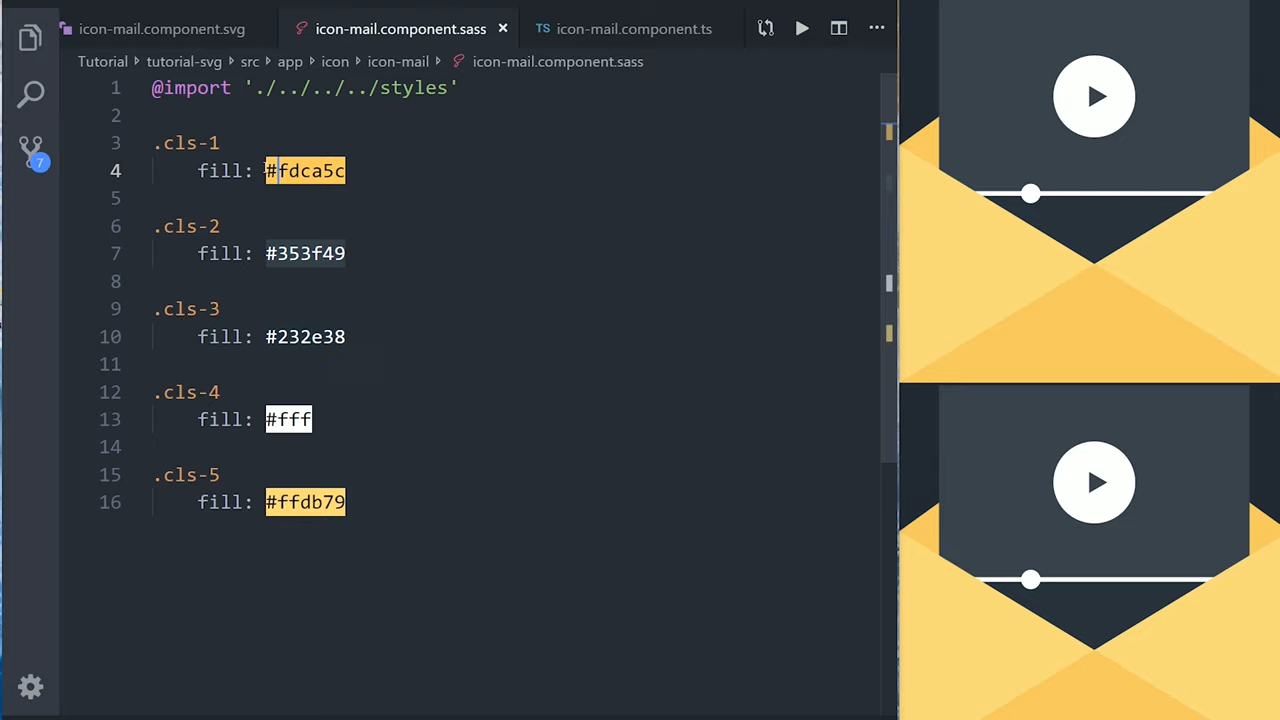 icon-mail.component.svg
icon-mail.component.sass ×
TS icon-mail.component.ts
Tutorial tutorial-svg src app icon icon-mail icon-mail.component.sass
1 @import './../../../styles'
2
3 .cls-1
4 fill: #fdca5c
5
6 .cls-2
7 fill: #353f49
8
9 .cls-3
10 fill: #232e38
11
12 .cls-4
13 fill: #fff
14
15 .cls-5
16 fill: #ffdb79
7